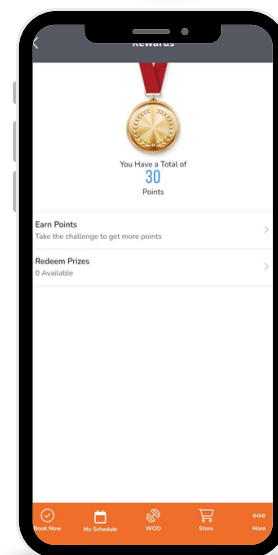 Rewards
You Have a Total of
30
Points
Earn Points
Take the challenge to get more points
Redeem Prizes
0 Available
Book Now
My Schedule
WOD
Store
More